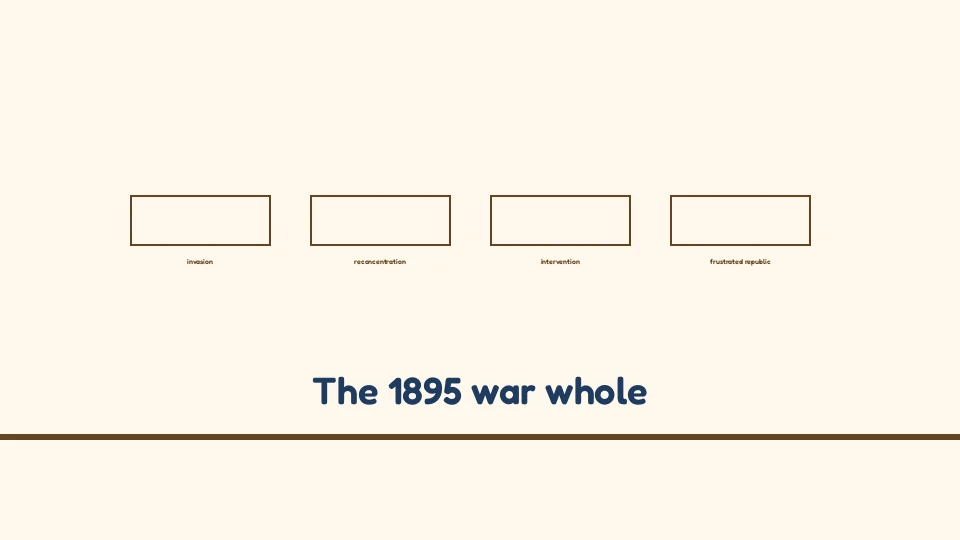 invasion
reconcentration
intervention
frustrated republic
The 1895 war whole